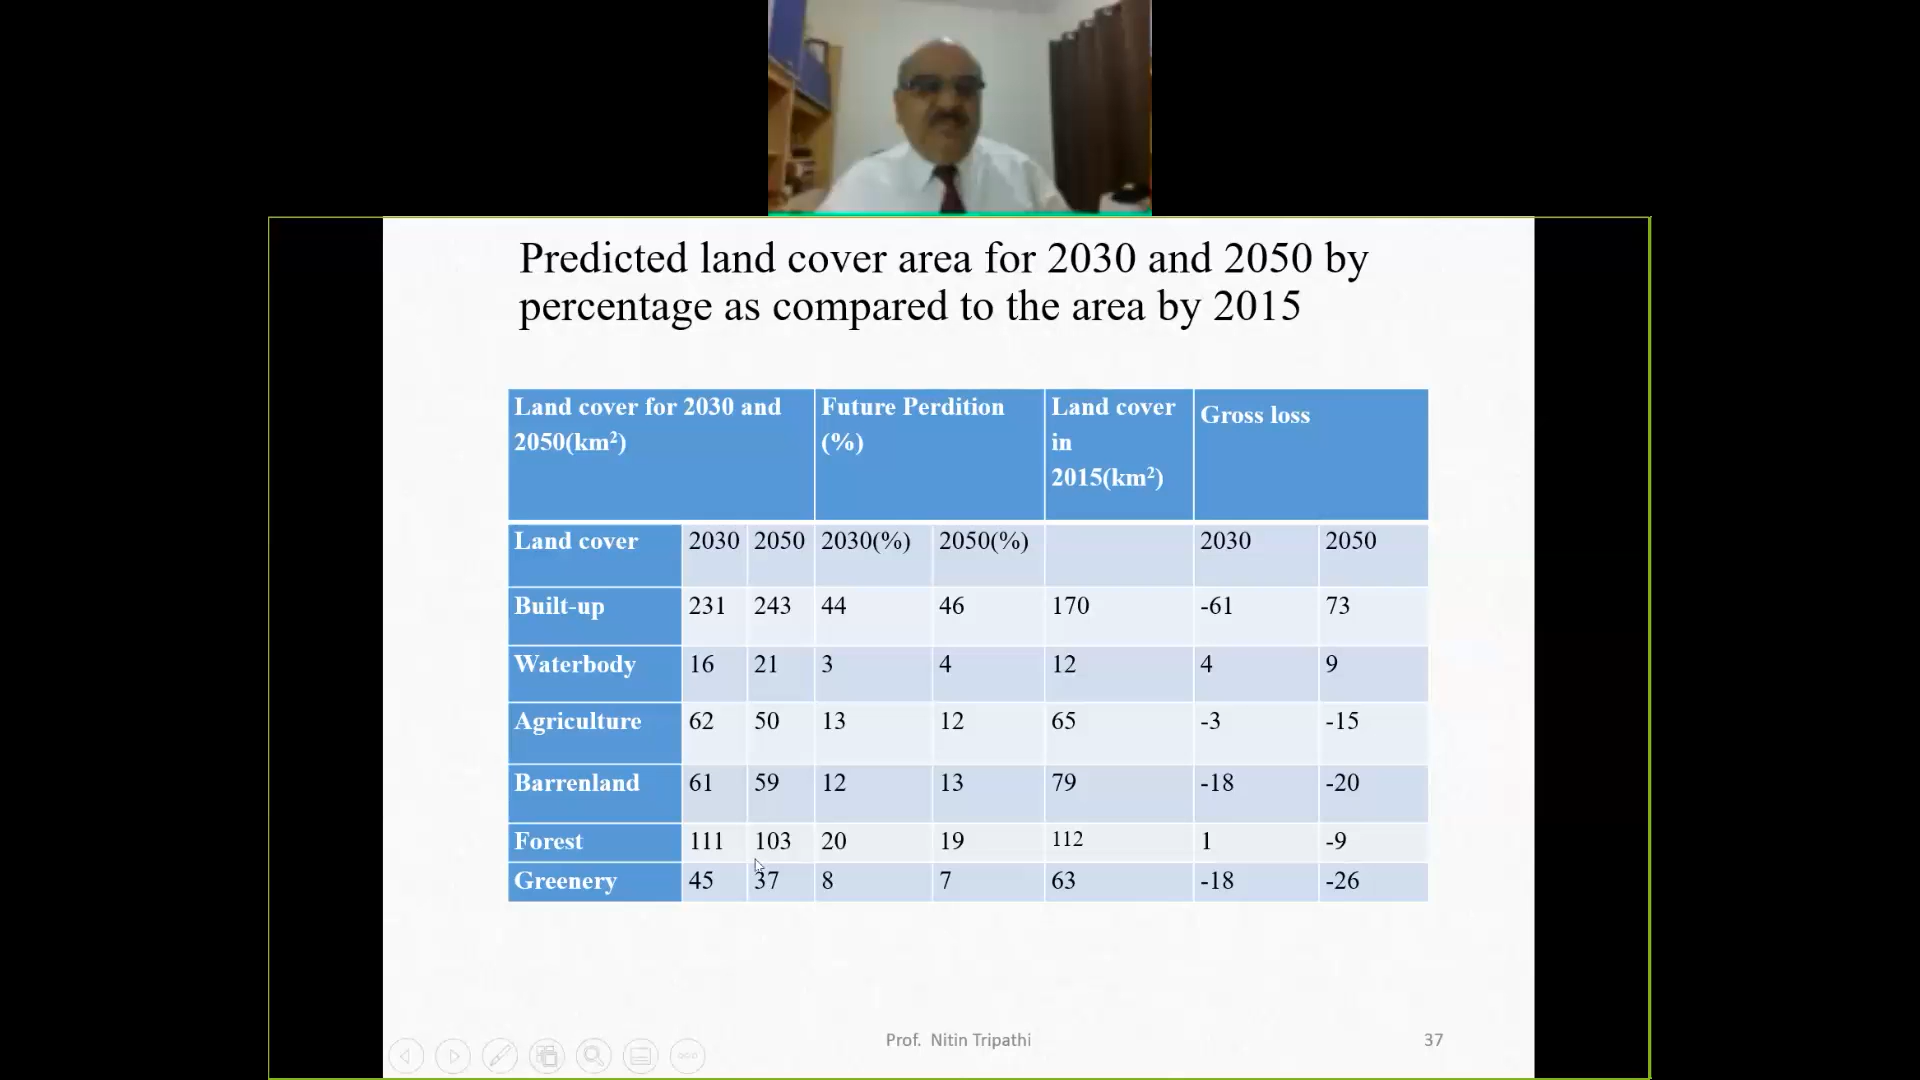 Predicted land cover area for 2030 and 2050 by
percentage as compared to the area by 2015
Land cover for 2030 and 2050(km²) Future Perdition (%) Land cover in 2015(km²) Gross loss
Land cover 2030 2050 2030(%) 2050(%) 2030 2050
Built-up 231 243 44 46 170 -61 73
Waterbody 16 21 3 4 12 4 9
Agriculture 62 50 13 12 65 -3 -15
Barrenland 61 59 12 13 79 -18 -20
Forest 111 103 20 19 112 1 -9
Greenery 45 37 8 7 63 -18 -26
Prof. Nitin Tripathi 37